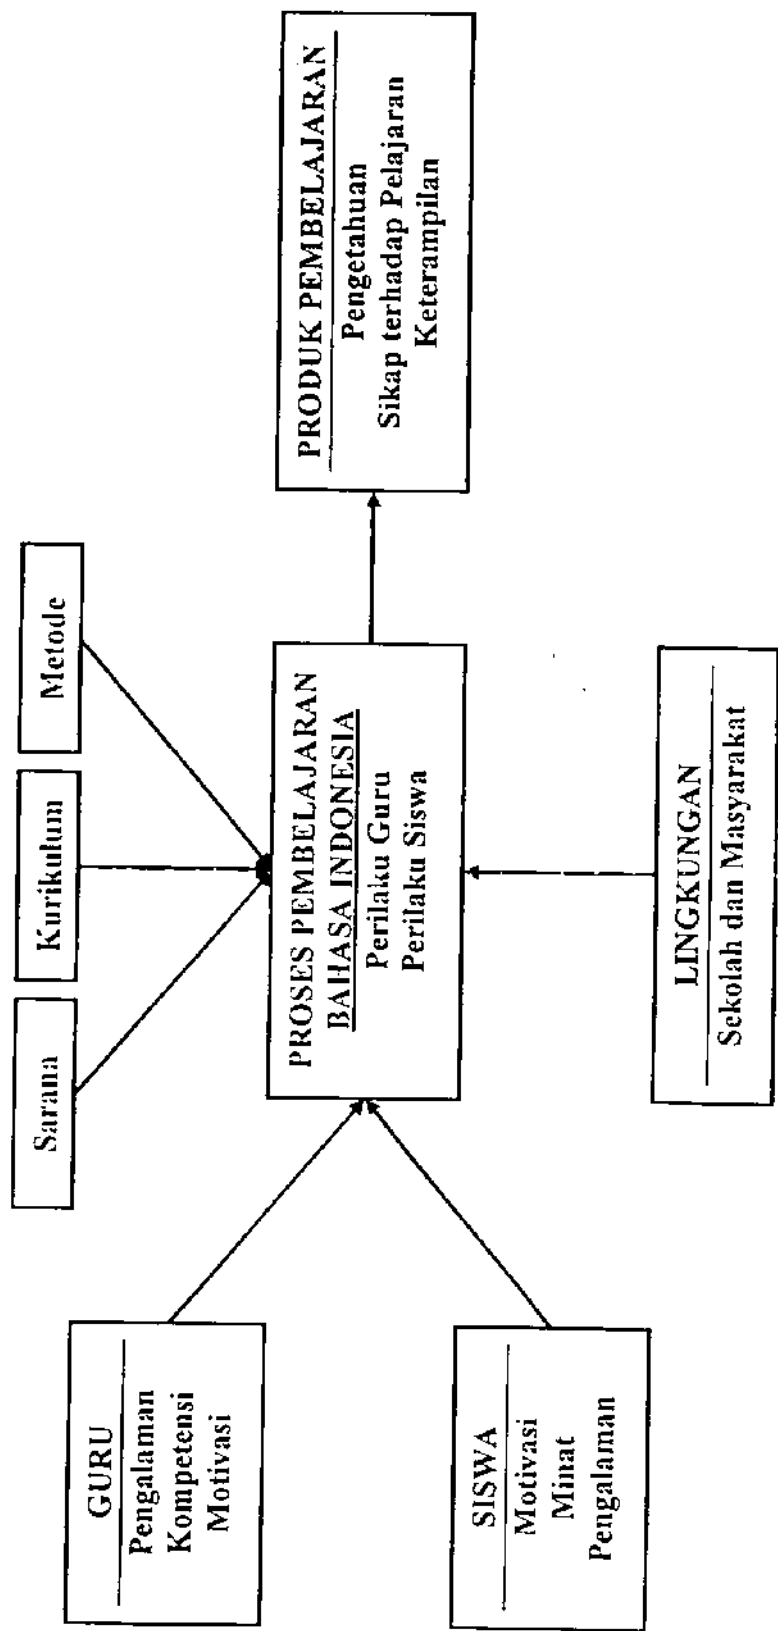 Sarana
Kurikulum
Metode
GURU
Pengalaman
Kompetensi
Motivasi
PROSES PEMBELAJARAN
BAHASA INDONESIA
Perilaku Guru
Perilaku Siswa
PRODUK PEMBELAJARAN
Pengetahuan
Sikap terhadap Pelajaran
Keterampilan
SISWA
Motivasi
Minat
Pengalaman
LINGKUNGAN
Sekolah dan Masyarakat